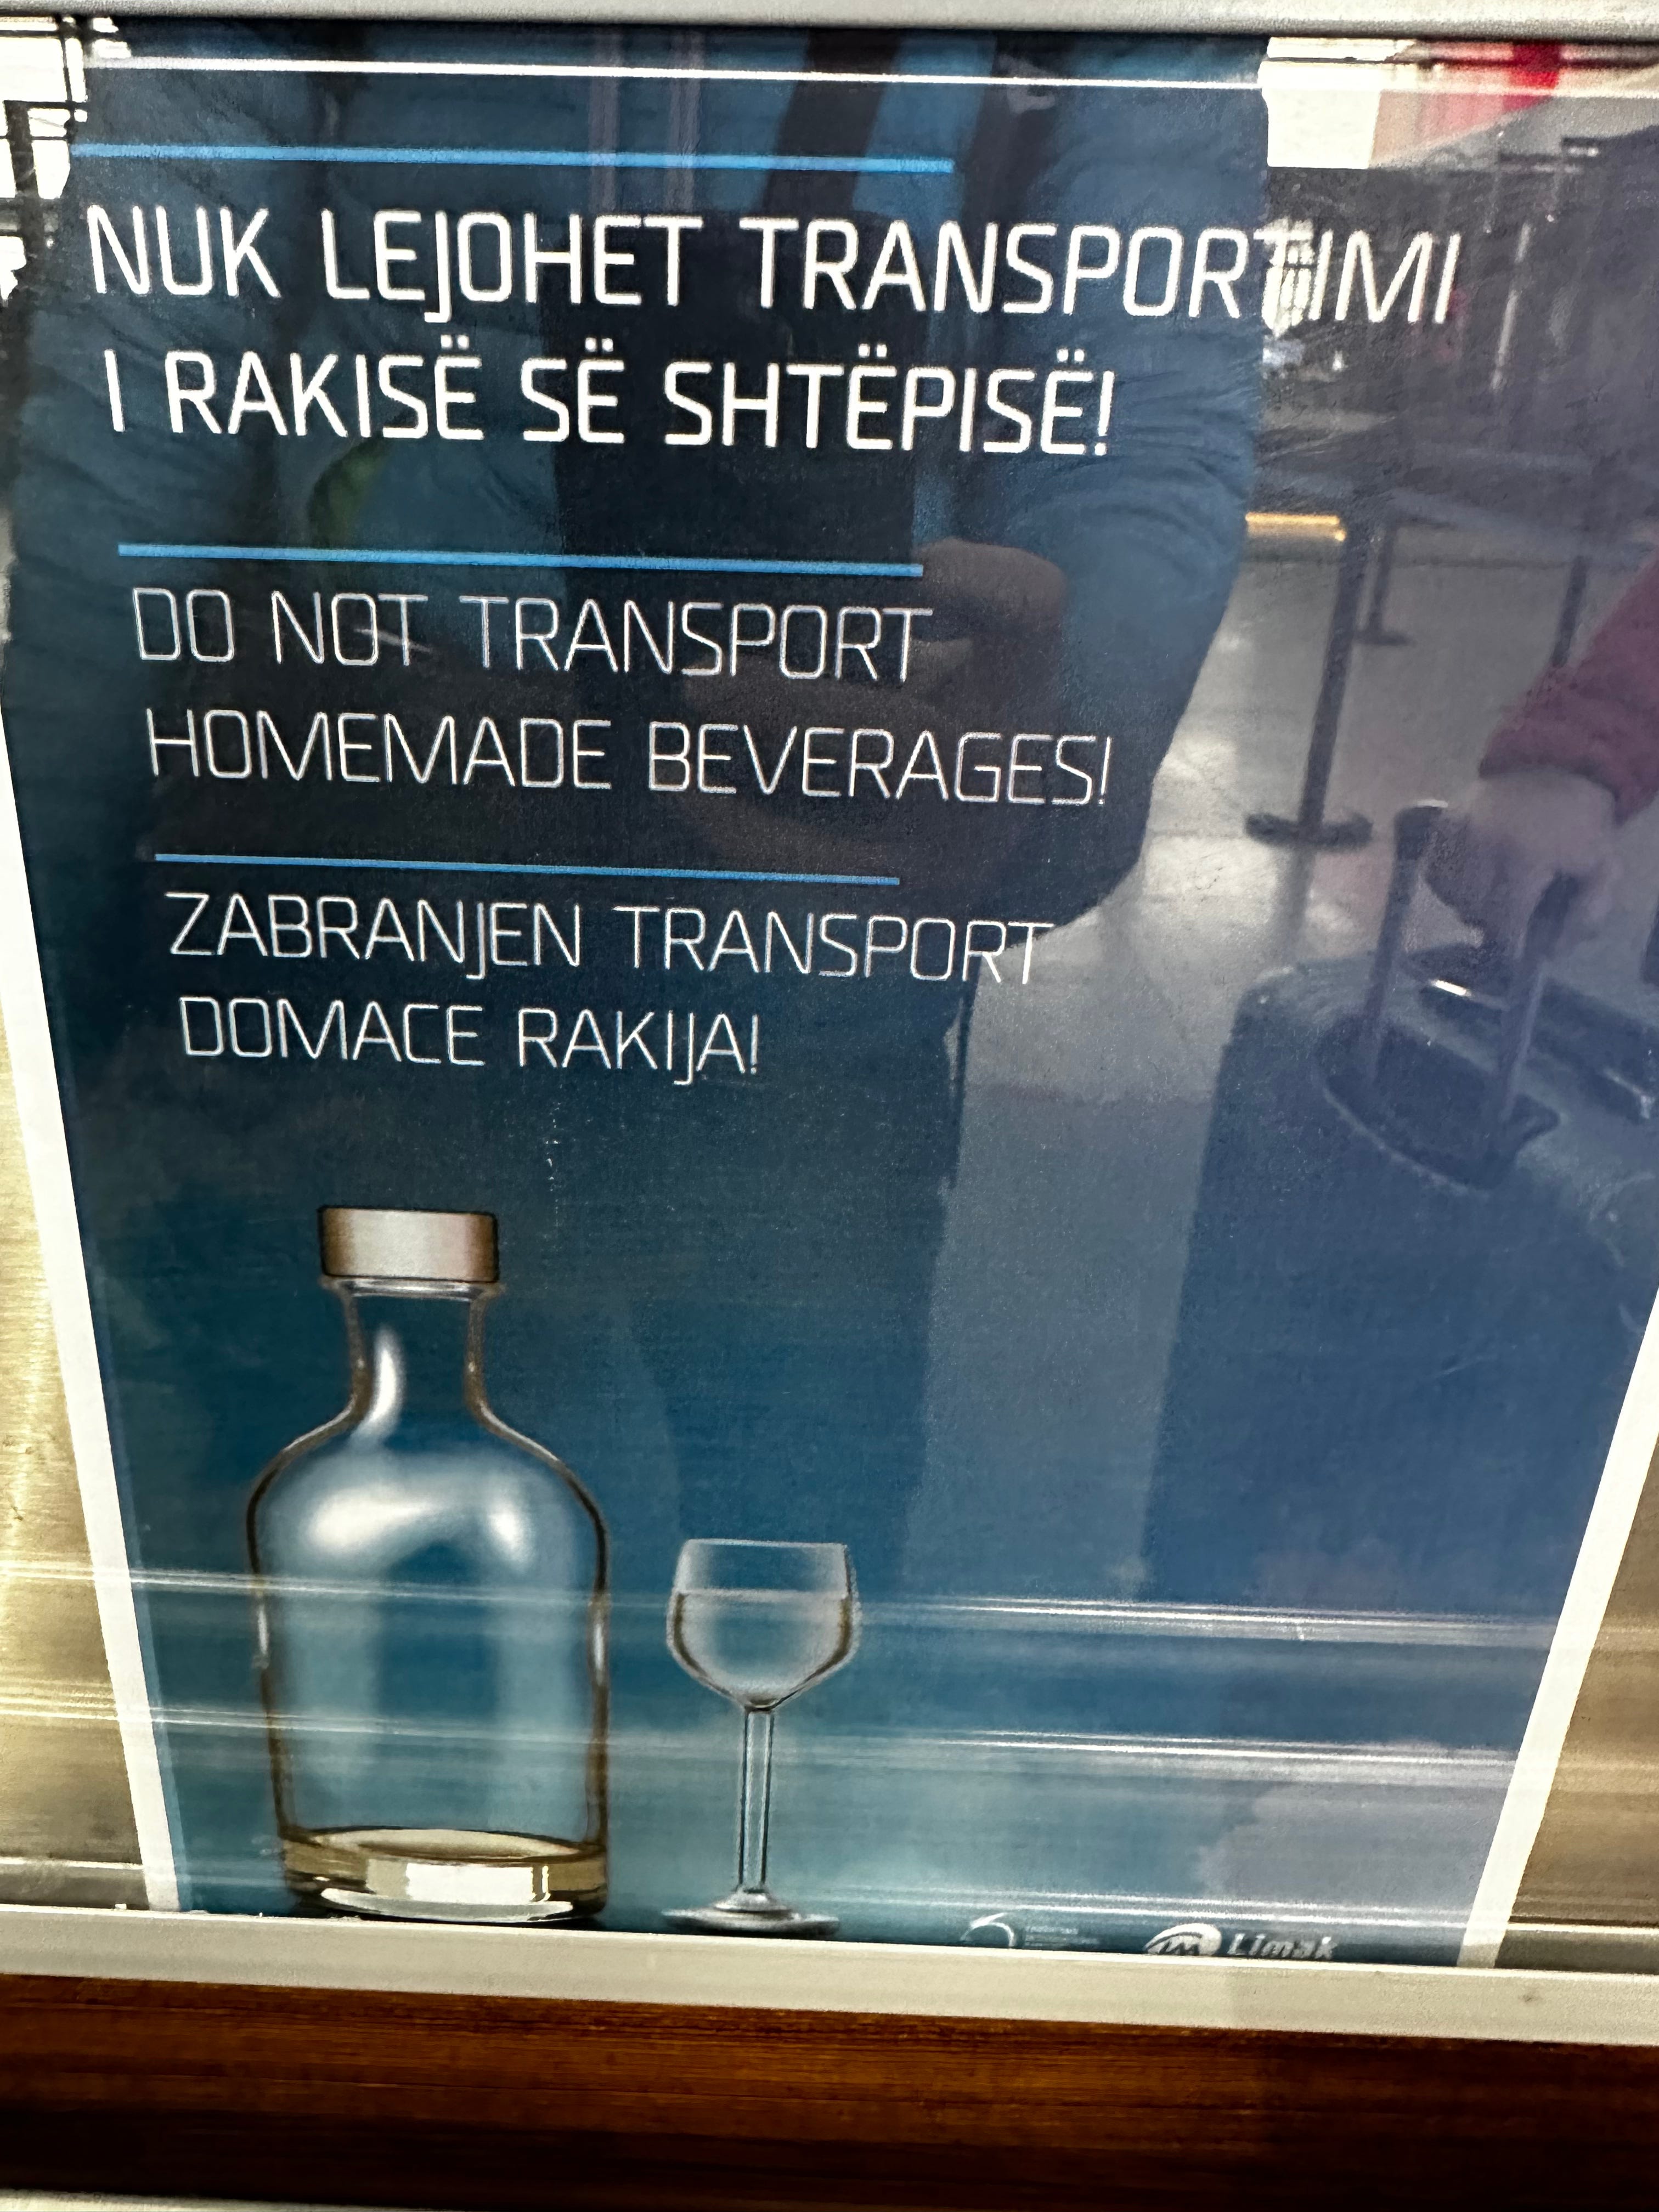 NUK LEJOHET TRANSPORTIMI
I RAKISË SË SHTËPISË!
DO NOT TRANSPORT
HOMEMADE BEVERAGES!
ZABRANJEN TRANSPORT
DOMACE RAKIJA!
Limak